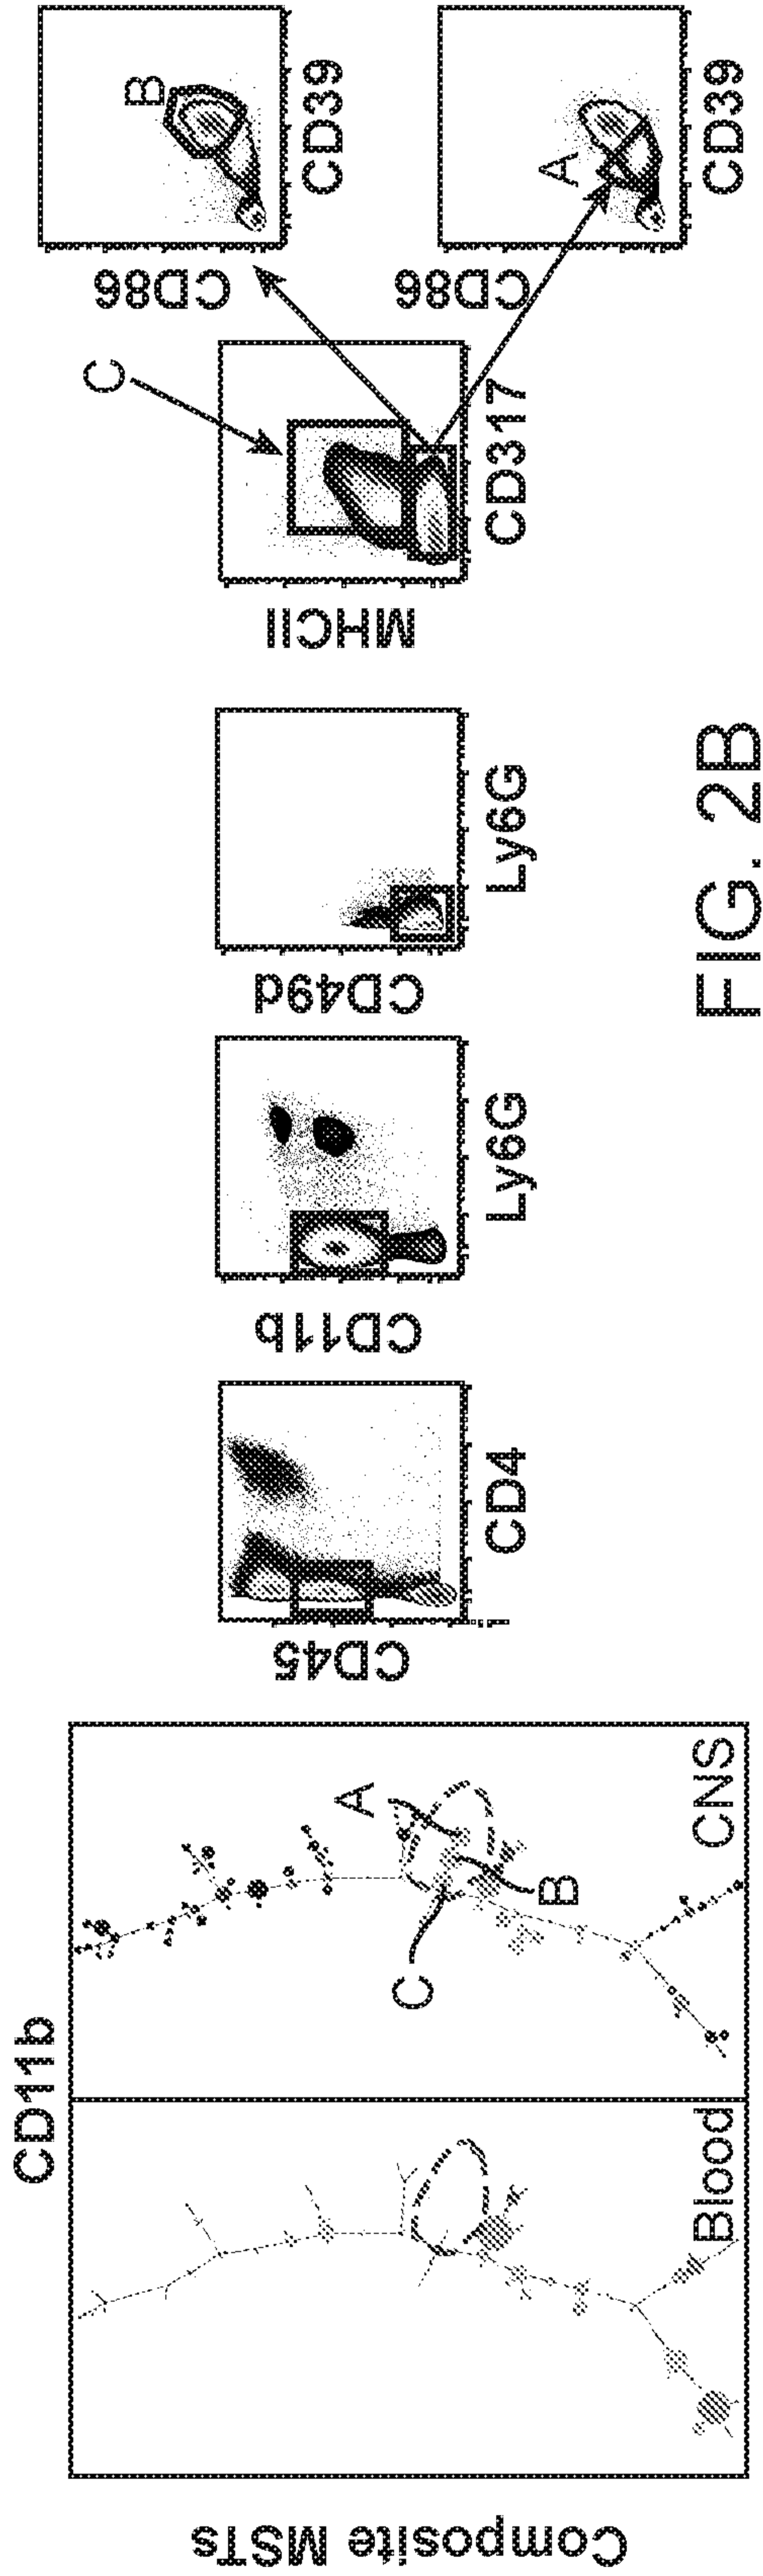 Composite MSTs
CD11b
Blood
CNS
A
B
C
CD45
CD4
CD11b
Ly6G
CD49d
Ly6G
MHCII
CD317
C
CD86
CD39
B
CD86
CD39
A
FIG. 2B